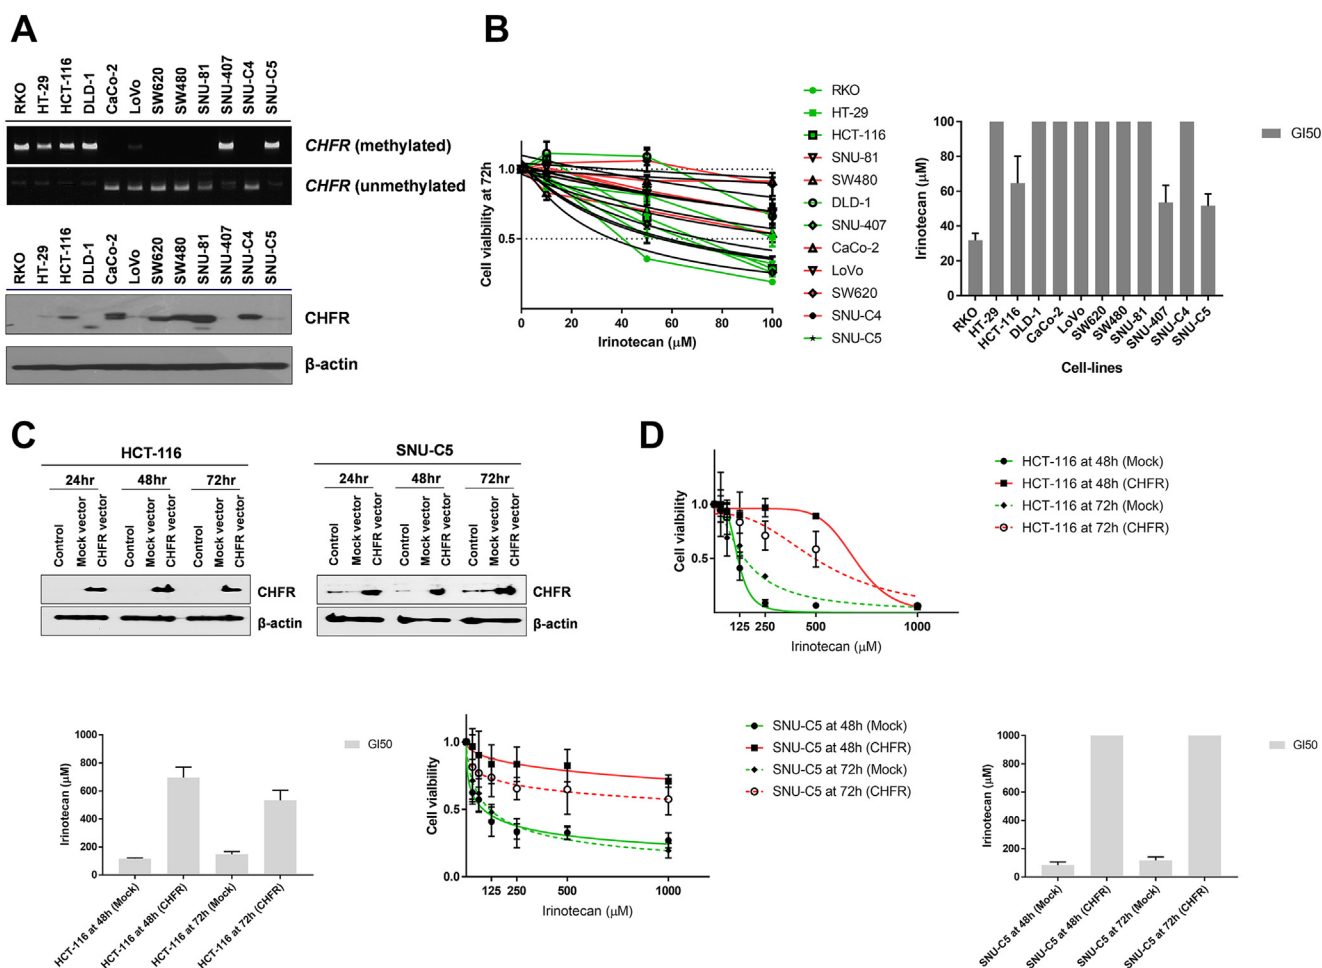 A
RKO
HT-29
HCT-116
DLD-1
CaCo-2
LoVo
SW620
SW480
SNU-81
SNU-407
SNU-C4
SNU-C5
CHFR (methylated)
CHFR (unmethylated
RKO
HT-29
HCT-116
DLD-1
CaCo-2
LoVo
SW620
SW480
SNU-81
SNU-407
SNU-C4
SNU-C5
CHFR
β-actin
B
Cell vialbility at 72h
1.0
0.5
0
20
40
60
80
100
Irinotecan (μM)
RKO
HT-29
HCT-116
SNU-81
SW480
DLD-1
SNU-407
CaCo-2
LoVo
SW620
SNU-C4
SNU-C5
Irinotecan (μM)
100
80
60
40
20
0
RKO
HT-29
HCT-116
DLD-1
CaCo-2
LoVo
SW620
SW480
SNU-81
SNU-407
SNU-C4
SNU-C5
Cell-lines
GI50
C
HCT-116
24hr
48hr
72hr
Control
Mock vector
CHFR vector
Control
Mock vector
CHFR vector
Control
Mock vector
CHFR vector
CHFR
β-actin
SNU-C5
24hr
48hr
72hr
Control
Mock vector
CHFR vector
Control
Mock vector
CHFR vector
Control
Mock vector
CHFR vector
CHFR
β-actin
D
Cell viability
1.0
0.5
125
250
500
1000
Irinotecan (μM)
HCT-116 at 48h (Mock)
HCT-116 at 48h (CHFR)
HCT-116 at 72h (Mock)
HCT-116 at 72h (CHFR)
Irinotecan (μM)
1000
800
600
400
200
0
HCT-116 at 48h (Mock)
HCT-116 at 48h (CHFR)
HCT-116 at 72h (Mock)
HCT-116 at 72h (CHFR)
GI50
Cell vialbility
1.0
0.5
0.0
125
250
500
1000
Irinotecan (μM)
SNU-C5 at 48h (Mock)
SNU-C5 at 48h (CHFR)
SNU-C5 at 72h (Mock)
SNU-C5 at 72h (CHFR)
Irinotecan (μM)
1000
800
600
400
200
0
SNU-C5 at 48h (Mock)
SNU-C5 at 48h (CHFR)
SNU-C5 at 72h (Mock)
SNU-C5 at 72h (CHFR)
GI50